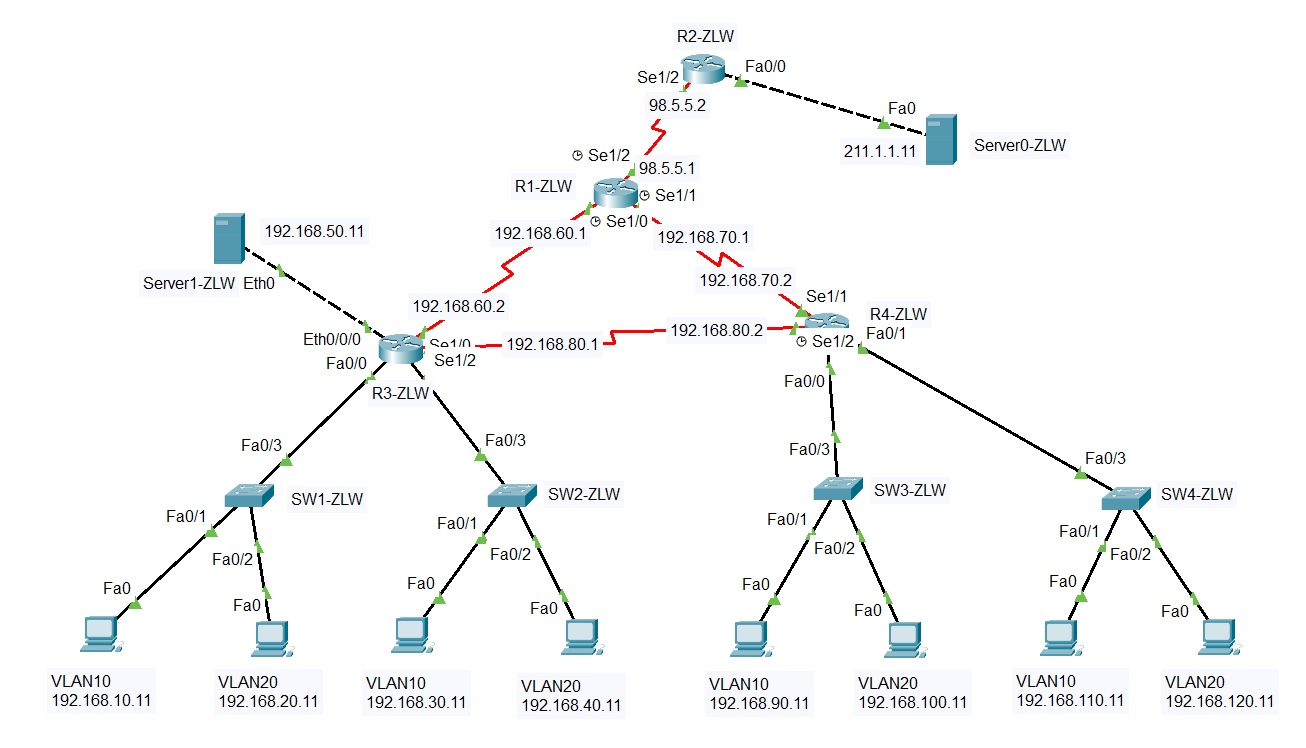 R2-ZLW
Fa0/0
Se1/2
98.5.5.2
Fa0
Server0-ZLW
211.1.1.11
Se1/2
98.5.5.1
R1-ZLW
Se1/1
Se1/0
192.168.50.11
192.168.60.1
192.168.70.1
Server1-ZLW Eth0
192.168.70.2
Se1/1
192.168.60.2
R4-ZLW
Eth0/0/0
192.168.80.1
192.168.80.2
Fa0/1
Se1/0
Se1/2
Se1/2
Fa0/0
Fa0/0
R3-ZLW
Fa0/3
Fa0/3
Fa0/3
Fa0/3
SW1-ZLW
SW2-ZLW
SW3-ZLW
SW4-ZLW
Fa0/1
Fa0/1
Fa0/1
Fa0/1
Fa0/2
Fa0/2
Fa0/2
Fa0/2
Fa0
Fa0
Fa0
Fa0
Fa0
Fa0
Fa0
Fa0
VLAN10
192.168.10.11
VLAN20
192.168.20.11
VLAN10
192.168.30.11
VLAN20
192.168.40.11
VLAN10
192.168.90.11
VLAN20
192.168.100.11
VLAN10
192.168.110.11
VLAN20
192.168.120.11